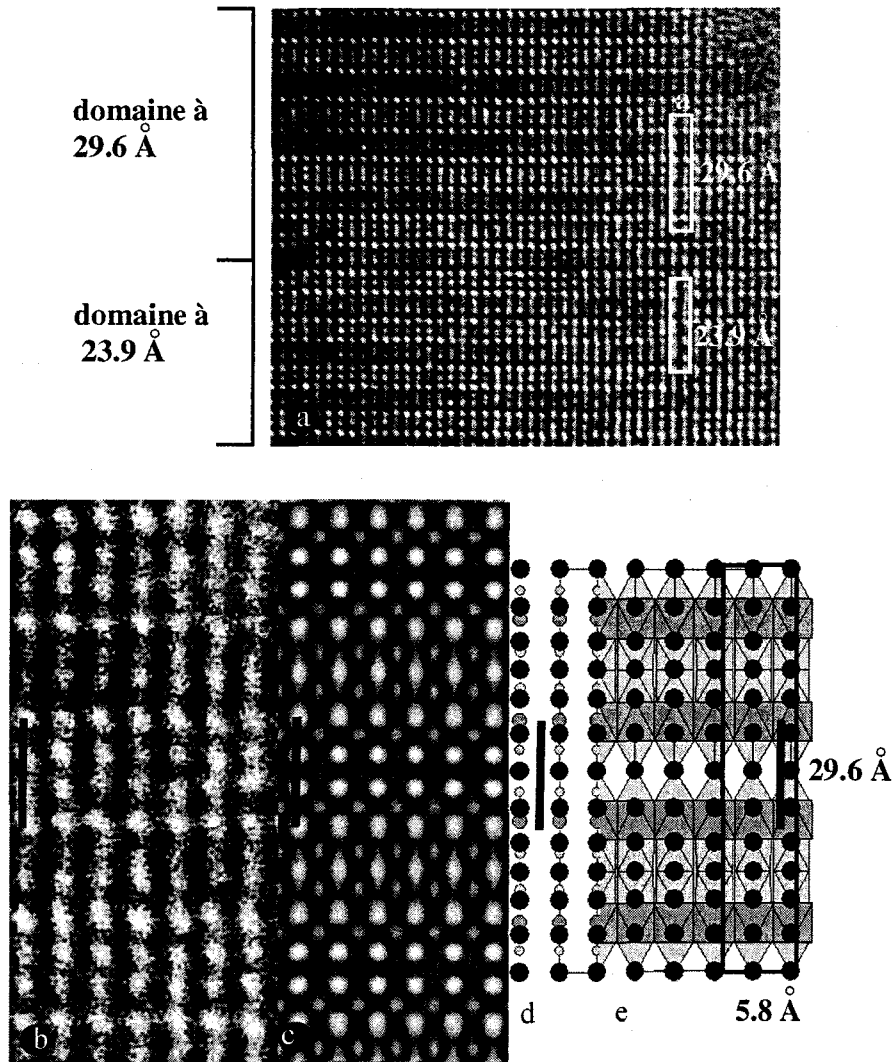 domaine à
29.6 Å
29.6 Å
domaine à
23.9 Å
23.9 Å
a
b
c
d
e
29.6 Å
5.8 Å